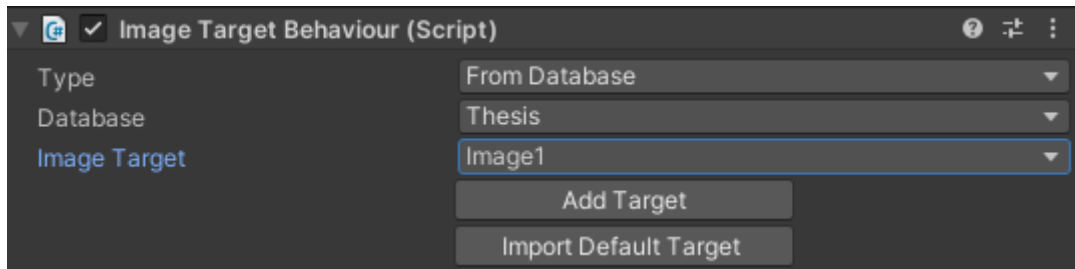 Image Target Behaviour (Script)
Type From Database
Database Thesis
Image Target Image1
Add Target
Import Default Target